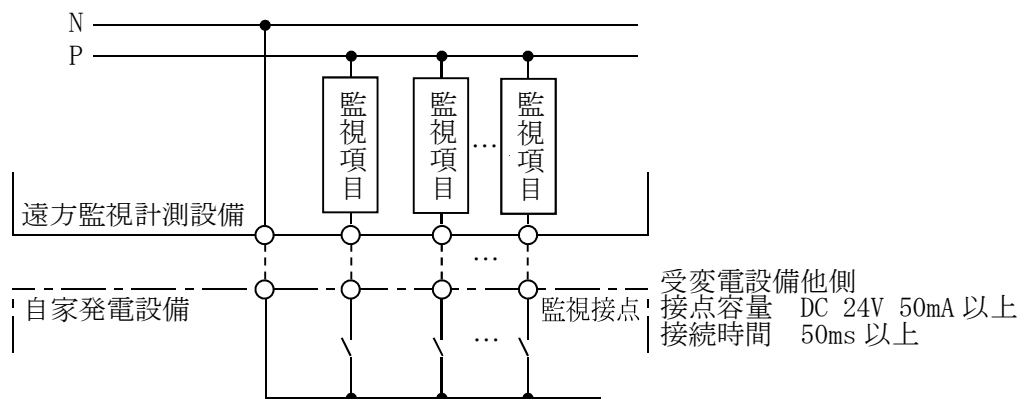 N
P
監視項目
監視項目
…
監視項目
遠方監視計測設備
…
自家発電設備
監視接点
受変電設備他側
接点容量 DC 24V 50mA 以上
接続時間 50ms 以上
…